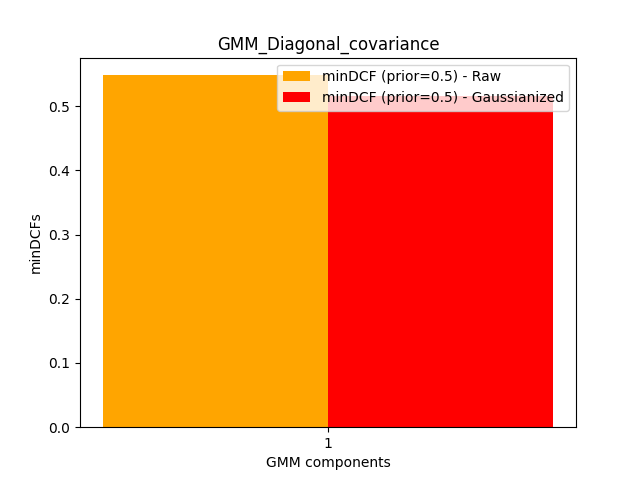 GMM_Diagonal_covariance
minDCF (prior=0.5) - Raw
minDCF (prior=0.5) - Gaussianized
0.5
0.4
0.3
0.2
0.1
0.0
minDCFs
1
GMM components